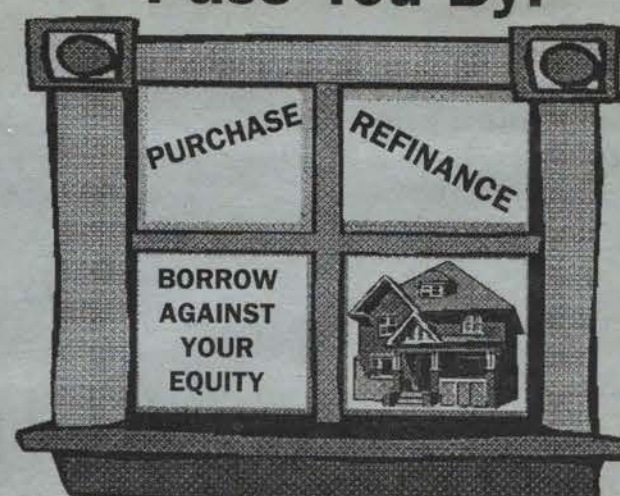 Pass You By!
PURCHASE
REFINANCE
BORROW
AGAINST
YOUR
EQUITY